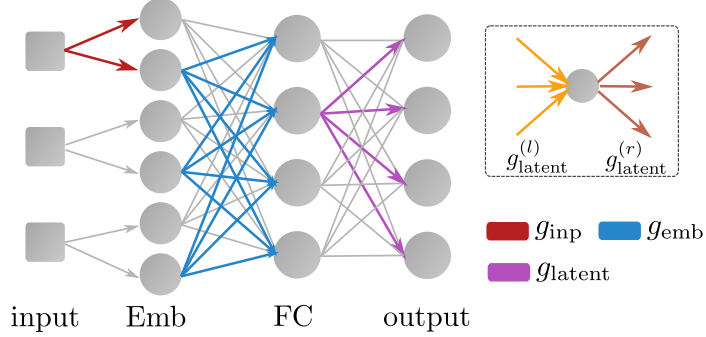 g_latent^(l) g_latent^(r)
g_inp g_emb
g_latent
input Emb FC output